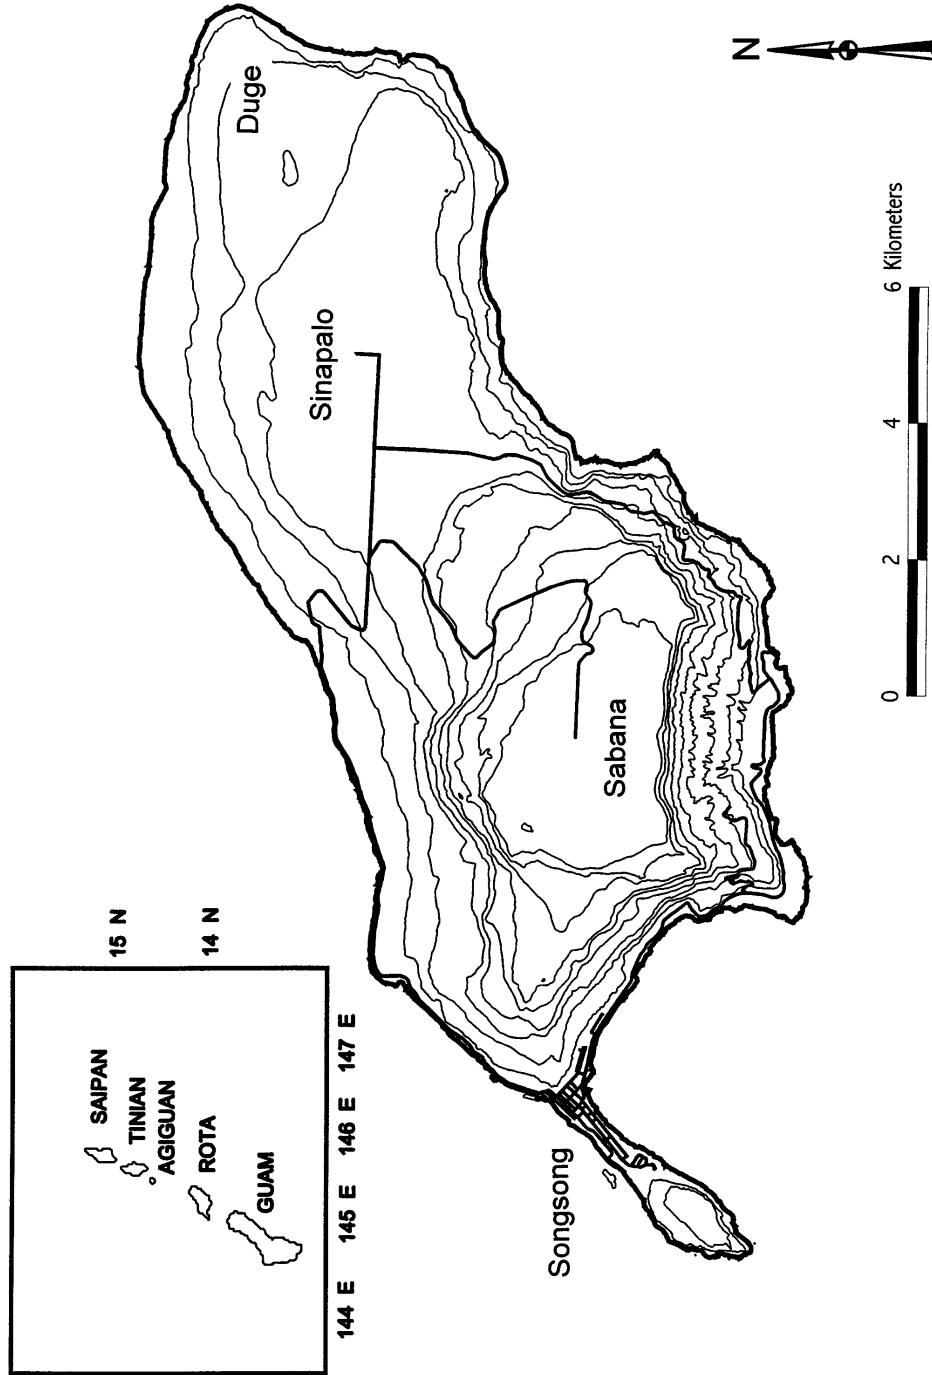 SAIPAN
TINIAN
AGIGUAN
ROTA
GUAM
15 N
14 N
144 E
145 E
146 E
147 E
Duge
Sinapalo
Sabana
Songsong
N
0
2
4
6 Kilometers